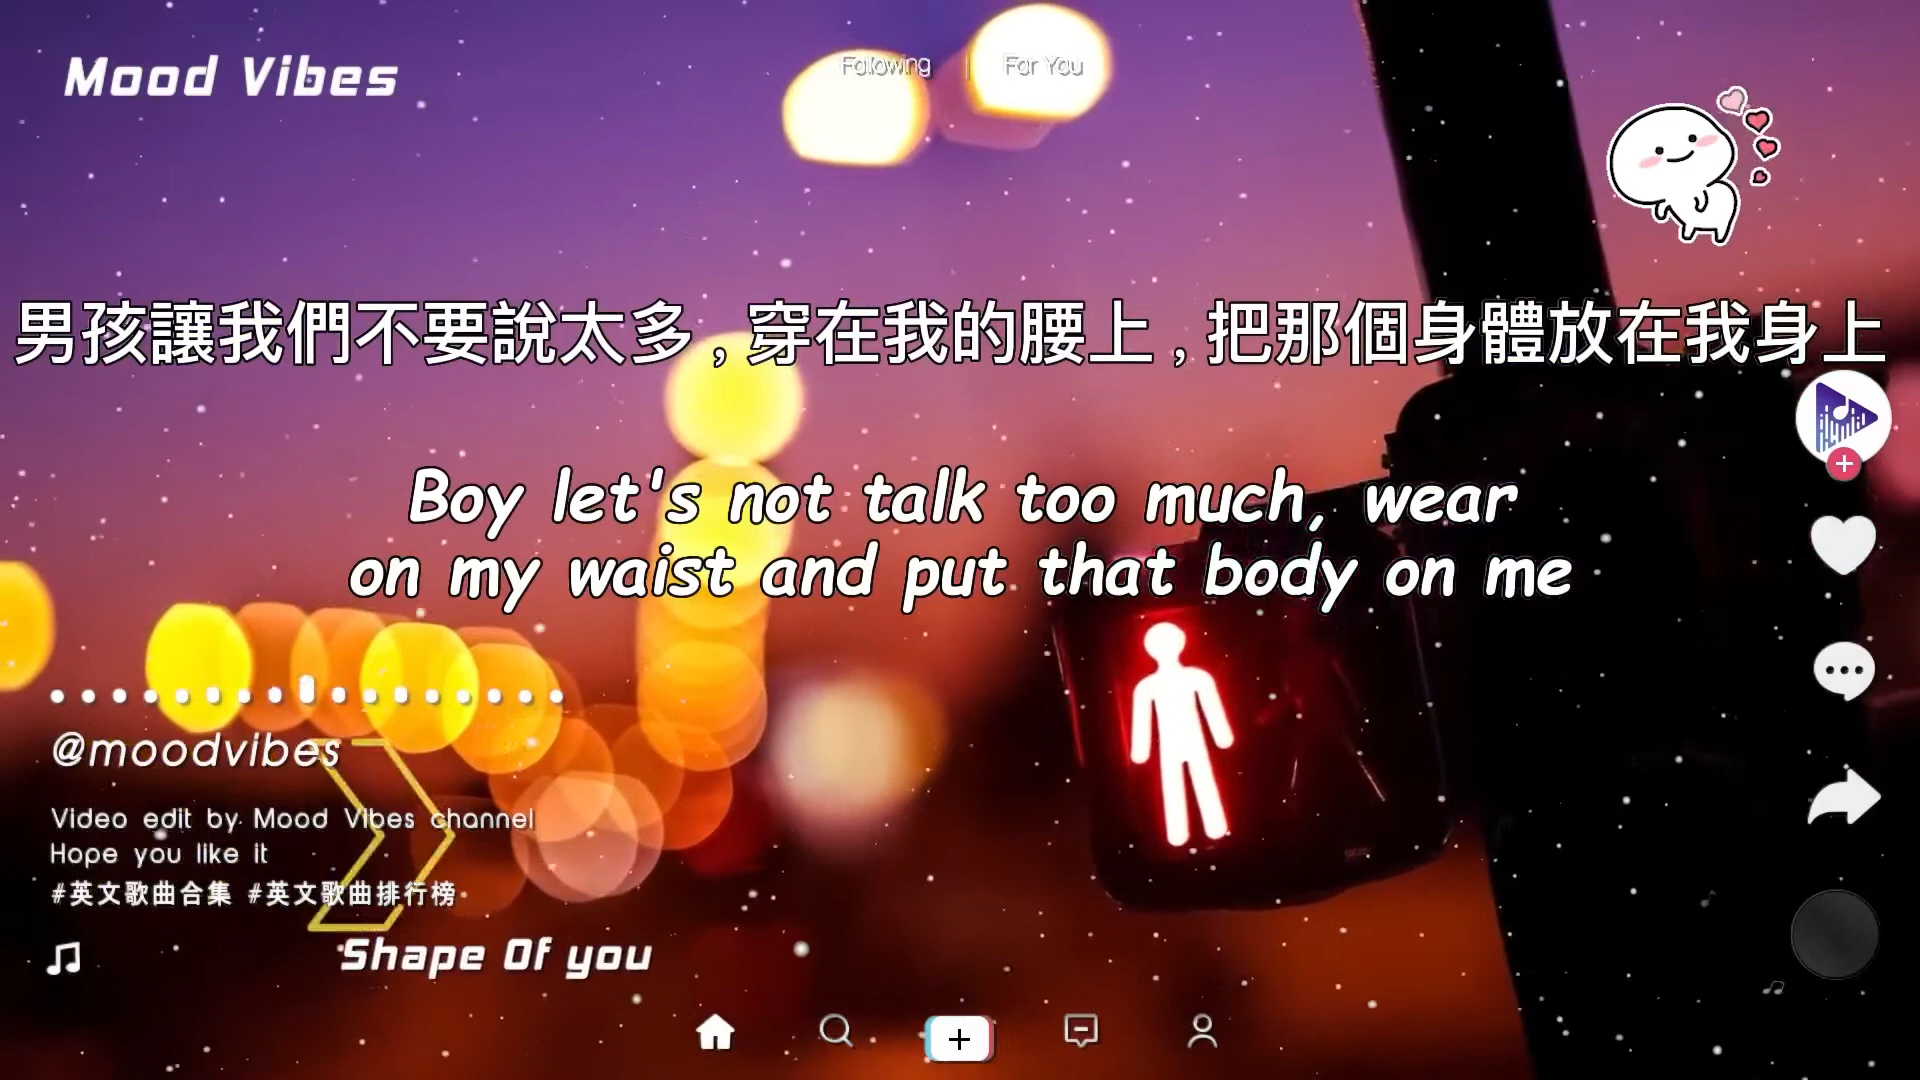 Mood Vibes
Following | For You
男孩讓我們不要說太多 , 穿在我的腰上 , 把那個身體放在我身上
Boy let's not talk too much, wear
on my waist and put that body on me
@moodvibes
Video edit by Mood Vibes channel
Hope you like it
#英文歌曲合集 #英文歌曲排行榜
Shape Of you